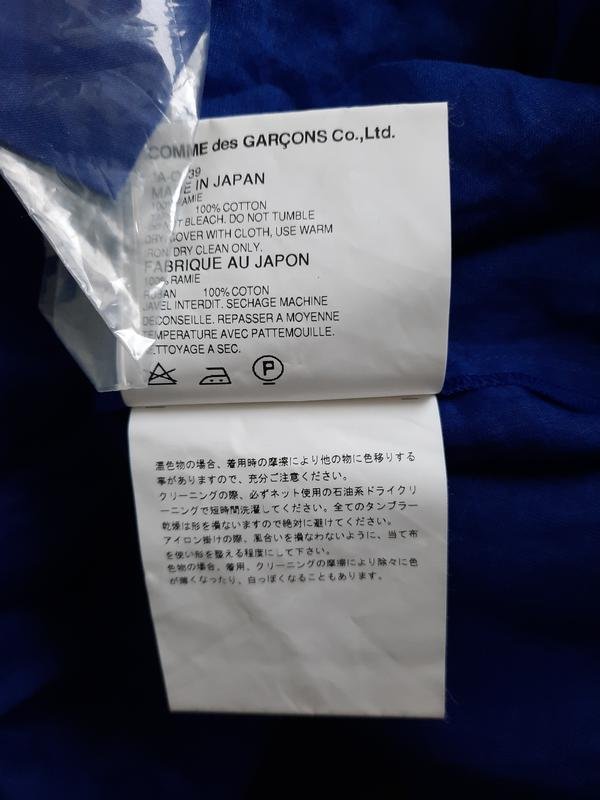 COMME des GARÇONS Co.,Ltd.
39
MADE IN JAPAN
100% RAMIE
100% COTTON
DO NOT BLEACH. DO NOT TUMBLE
DRY. COVER WITH CLOTH, USE WARM
IRON. DRY CLEAN ONLY.
FABRIQUE AU JAPON
100% RAMIE
RUBAN 100% COTON
JAVEL INTERDIT. SECHAGE MACHINE
DECONSEILLE. REPASSER A MOYENNE
TEMPERATURE AVEC PATTEMOUILLE.
NETTOYAGE A SEC.
P
濃色物の場合、着用時の摩擦により他の物に色移りする
事がありますので、充分ご注意ください。
クリーニングの際、必ずネット使用の石油系ドライクリ
ーニングで短時間洗濯してください。全てのタンブラー
乾燥は形を損ないますので絶対に避けてください。
アイロン掛けの際、風合いを損なわないように、当て布
を使い形を整える程度にして下さい。
色物の場合、着用、クリーニングの摩擦により除々に色
が薄くなったり、白っぽくなることもあります。